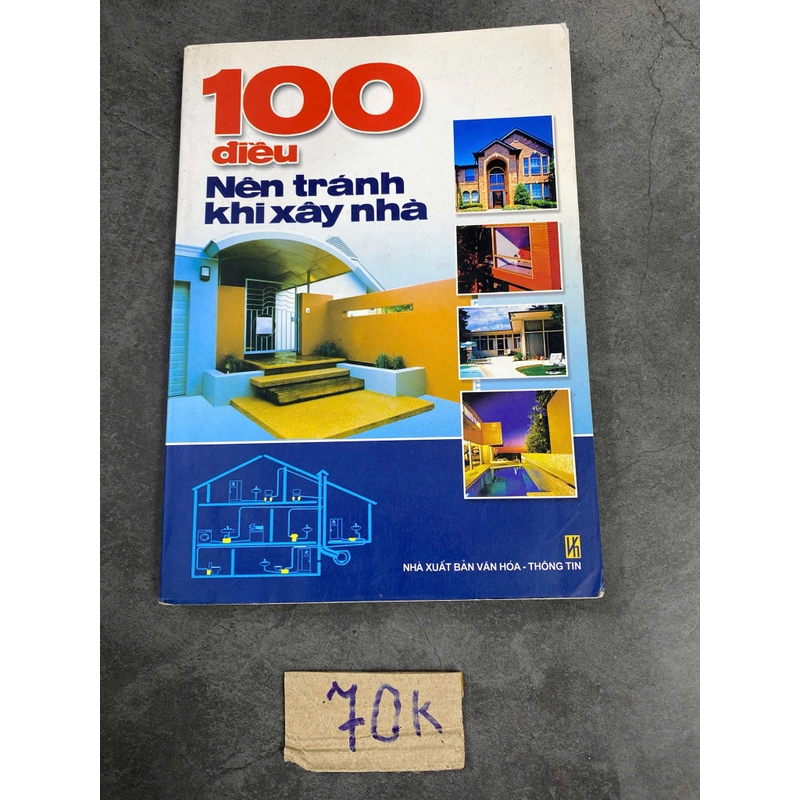 100
điều
Nên tránh
khi xây nhà
NHÀ XUẤT BẢN VĂN HÓA - THÔNG TIN
70k